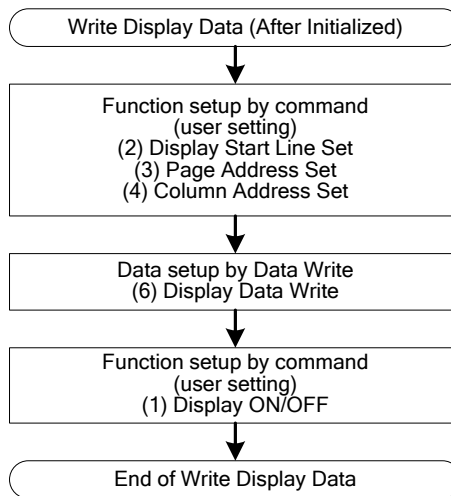 Write Display Data (After Initialized)
Function setup by command
(user setting)
(2) Display Start Line Set
(3) Page Address Set
(4) Column Address Set
Data setup by Data Write
(6) Display Data Write
Function setup by command
(user setting)
(1) Display ON/OFF
End of Write Display Data